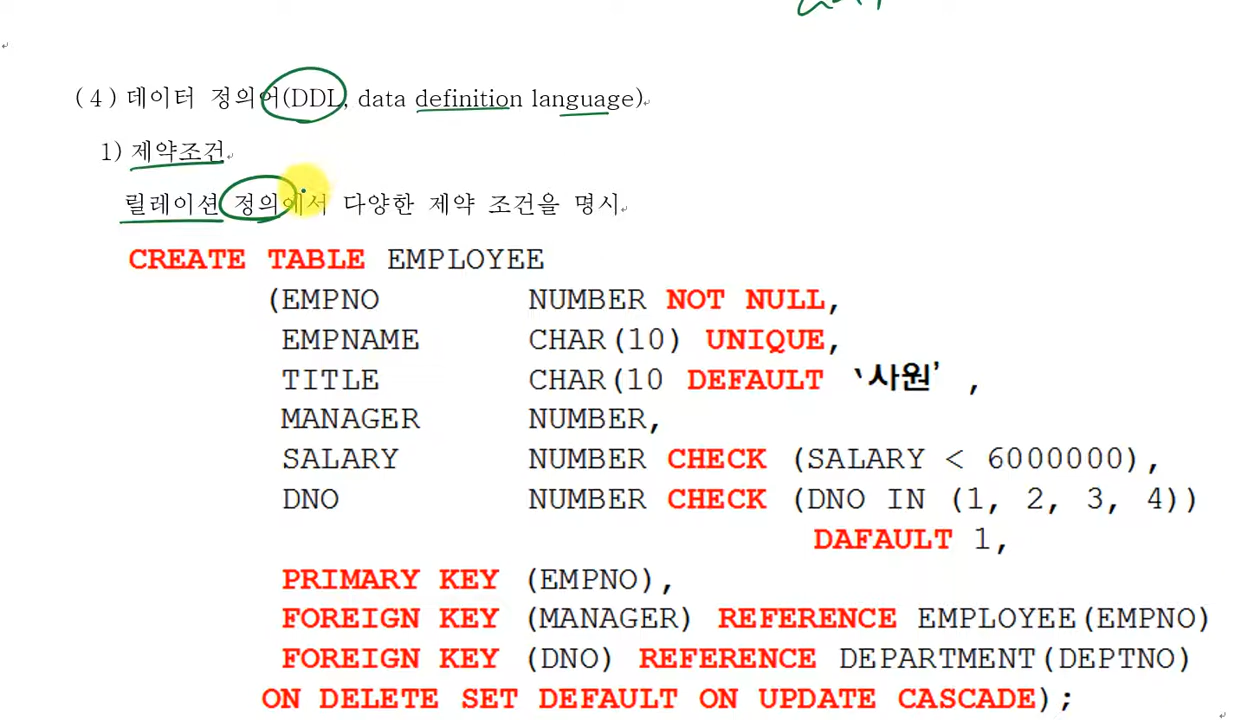 (4) 데이터 정의어(DDL, data definition language)
1) 제약조건
릴레이션 정의에서 다양한 제약 조건을 명시
CREATE TABLE EMPLOYEE
(EMPNO NUMBER NOT NULL,
EMPNAME CHAR(10) UNIQUE,
TITLE CHAR(10 DEFAULT ‘사원’ ,
MANAGER NUMBER,
SALARY NUMBER CHECK (SALARY < 6000000),
DNO NUMBER CHECK (DNO IN (1, 2, 3, 4))
DAFAULT 1,
PRIMARY KEY (EMPNO),
FOREIGN KEY (MANAGER) REFERENCE EMPLOYEE(EMPNO)
FOREIGN KEY (DNO) REFERENCE DEPARTMENT(DEPTNO)
ON DELETE SET DEFAULT ON UPDATE CASCADE);